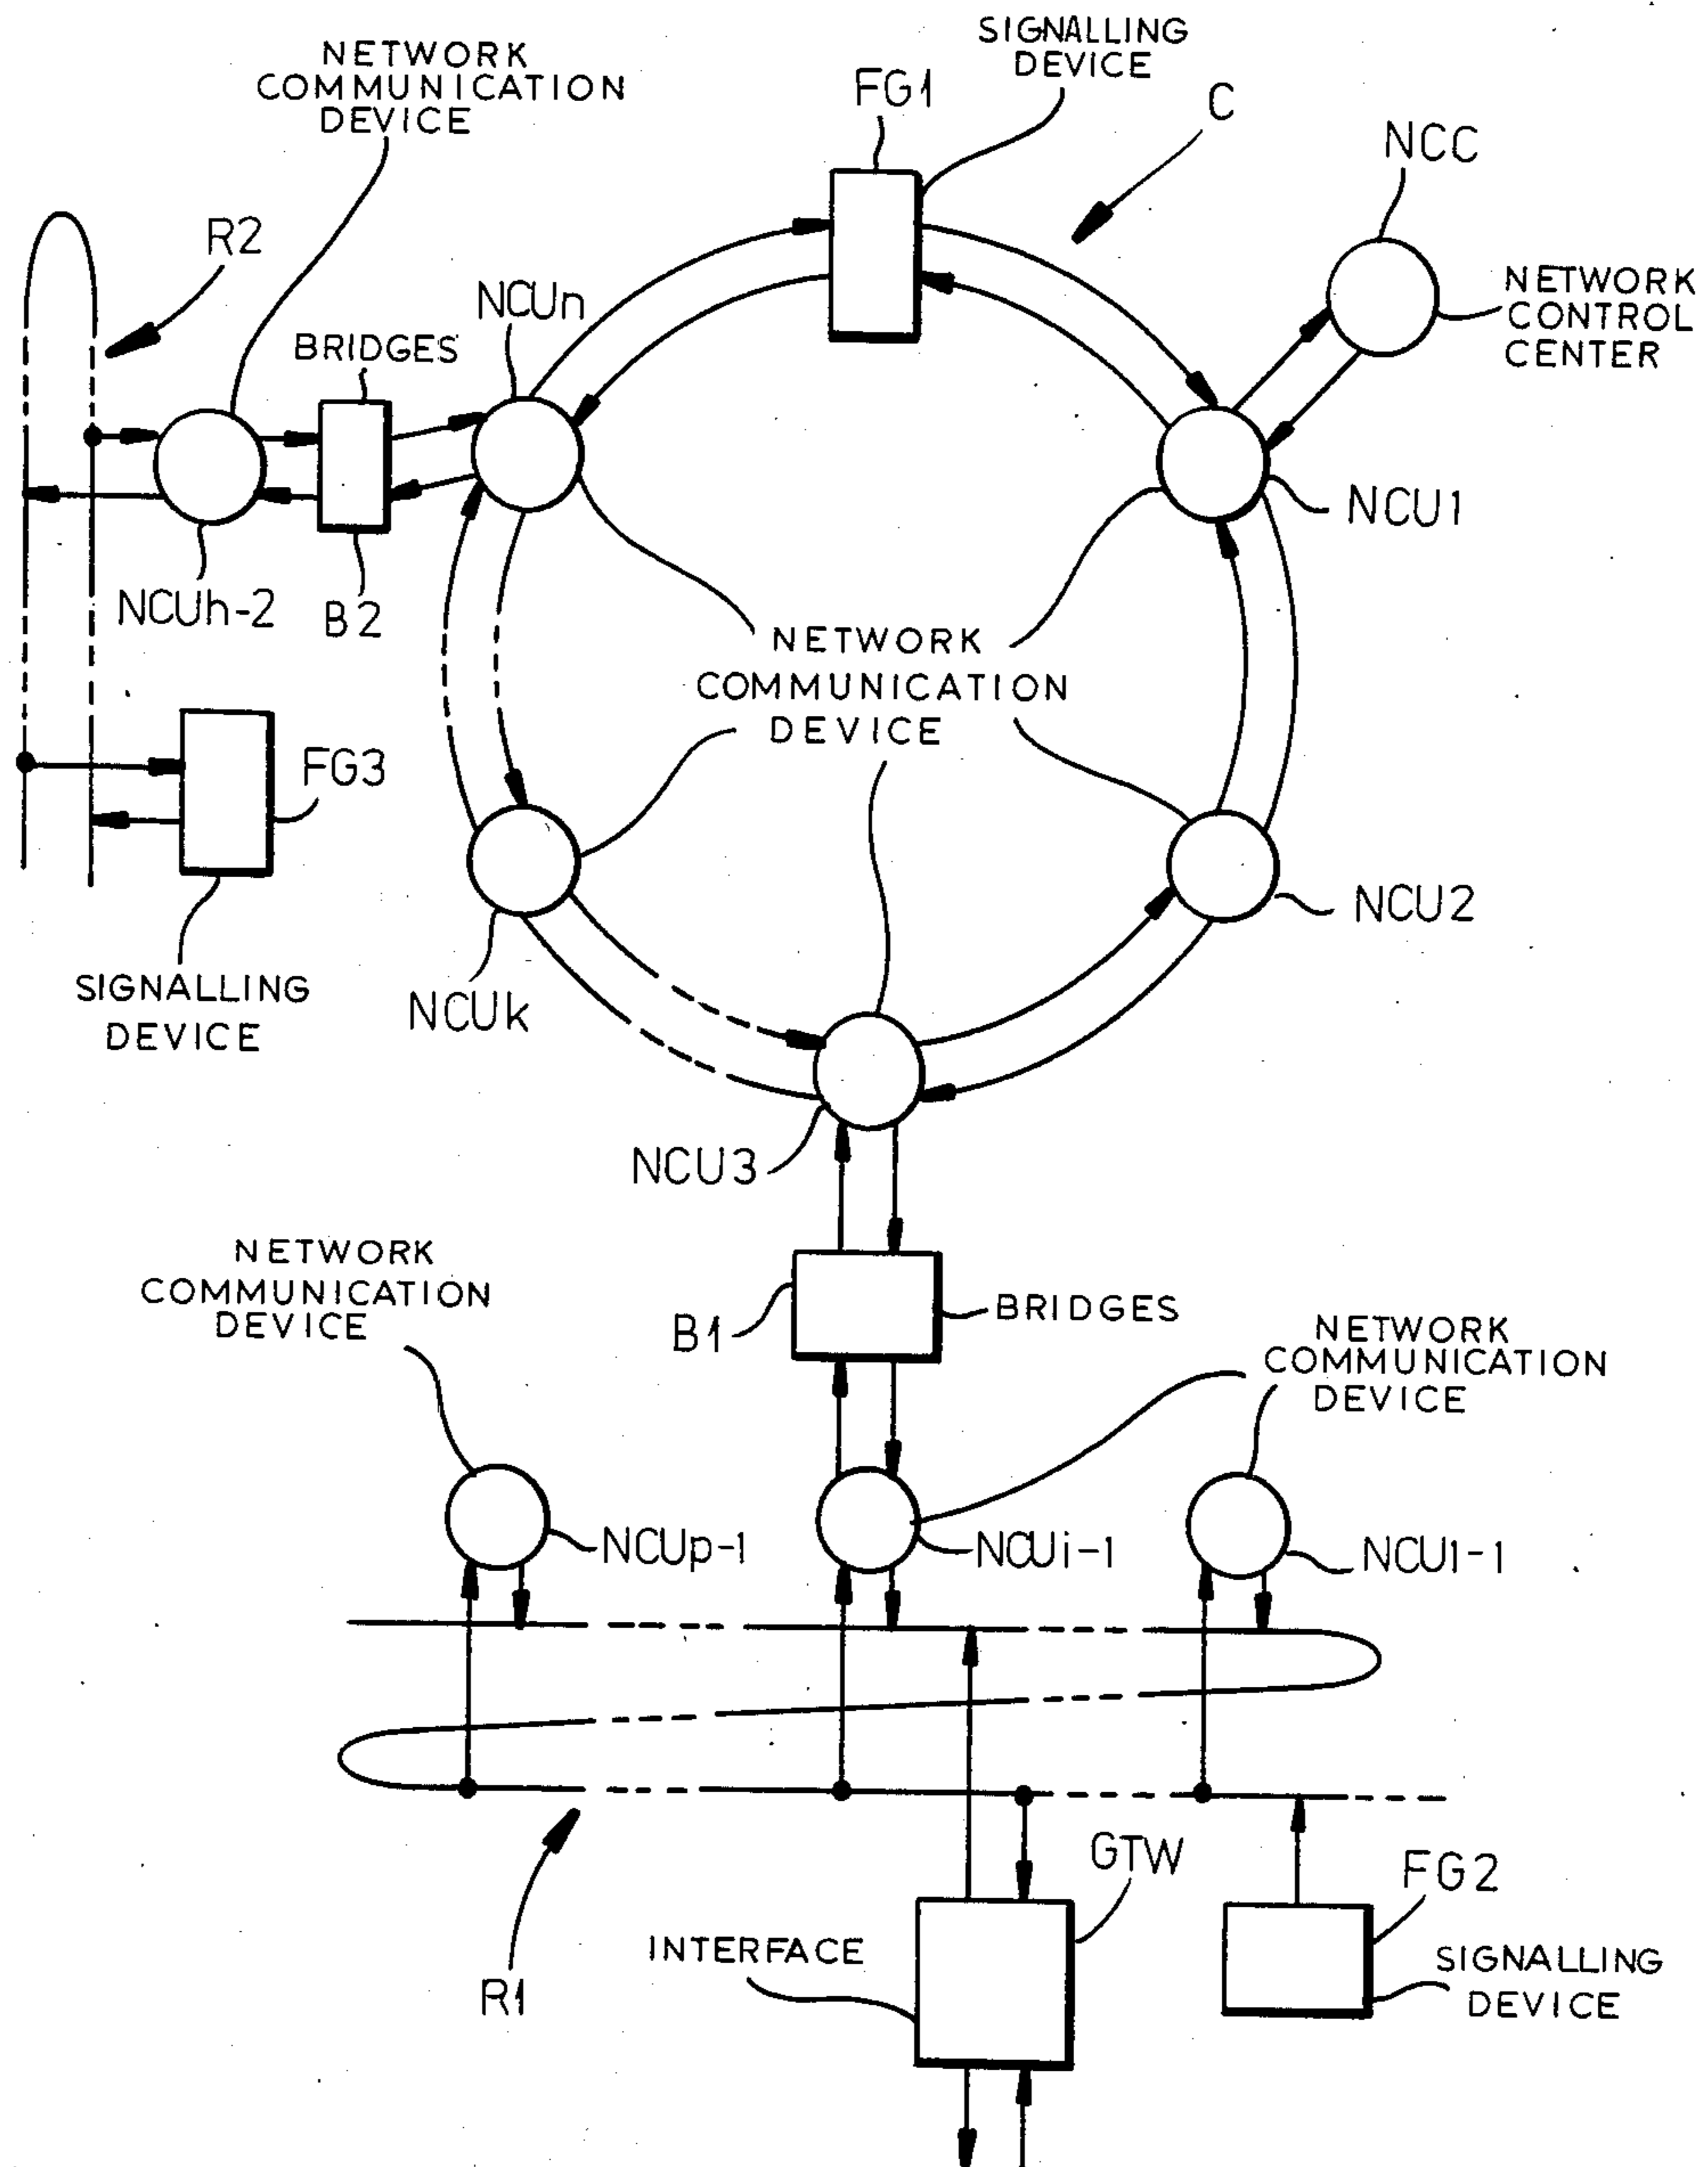 SIGNALLING
DEVICE
NETWORK
COMMUNICATION
DEVICE
FG1
C
NCC
R2
NCUn
BRIDGES
NETWORK
CONTROL
CENTER
NCU1
NCUh-2
B2
NETWORK
COMMUNICATION
DEVICE
FG3
NCU2
SIGNALLING
DEVICE
NCUk
NCU3
NETWORK
COMMUNICATION
DEVICE
B1
BRIDGES
NETWORK
COMMUNICATION
DEVICE
NCUp-1
NCUi-1
NCU1-1
GTW
FG2
INTERFACE
SIGNALLING
DEVICE
R1